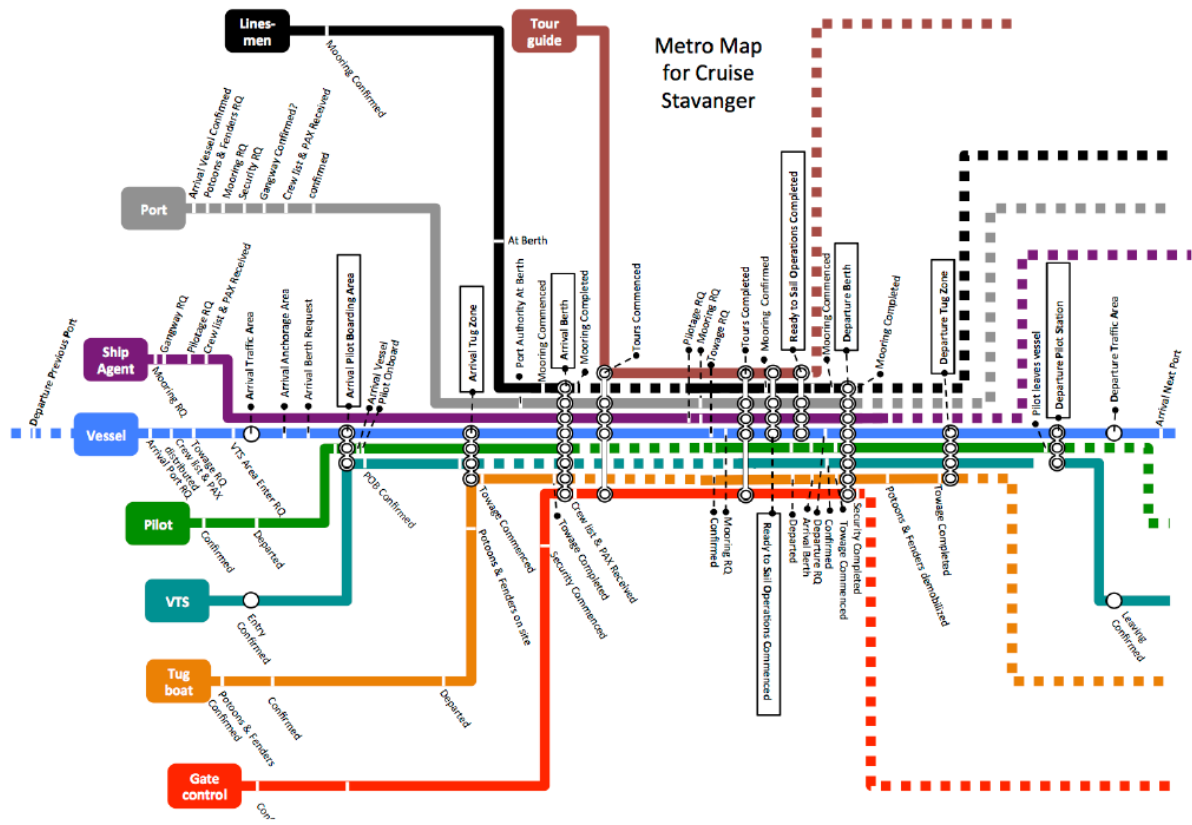 Lines-
men
Mooring Confirmed
Tour
guide
Metro Map
for Cruise
Stavanger
Port
Arrival Vessel Confirmed
Potoons & Fenders RQ
Mooring RQ
Security RQ
Gangway Confirmed?
Crew list & PAX Received
confirmed
At Berth
Port Authority At Berth
Mooring Commenced
Arrival Berth
Mooring Completed
Tours Commenced
Pilotage RQ
Mooring RQ
Towage RQ
Tours Completed
Mooring Confirmed
Ready to Sail Operations Completed
Mooring Commenced
Departure Berth
Mooring Completed
Departure Tug Zone
Pilot leaves vessel
Departure Pilot Station
Departure Traffic Area
Arrival Next Port
Ship
Agent
Mooring RQ
Gangway RQ
Pilotage RQ
Crew list & PAX Received
Arrival Traffic Area
Arrival Anchorage Area
Arrival Berth Request
Arrival Pilot Boarding Area
Arrival Vessel
Pilot Onboard
Arrival Tug Zone
Departure Previous Port
Vessel
Arrival Port RQ
Crew list & PAX
distributed
Towage RQ
VTS Area Enter RQ
POB Confirmed
Pilot
Confirmed
Departed
Towage Commenced
Potoons & Fenders on site
Crew list & PAX Received
Towage Completed
Security Commenced
Confirmed
Mooring RQ
Ready to Sail Operations Commenced
Departed
Arrival Berth
Departure RQ
Confirmed
Towage Commenced
Security Completed
Potoons & Fenders demobilized
Towage Completed
Leaving
Confirmed
VTS
Entry
Confirmed
Tug
boat
Potoons & Fenders
Confirmed
Confirmed
Departed
Gate
control